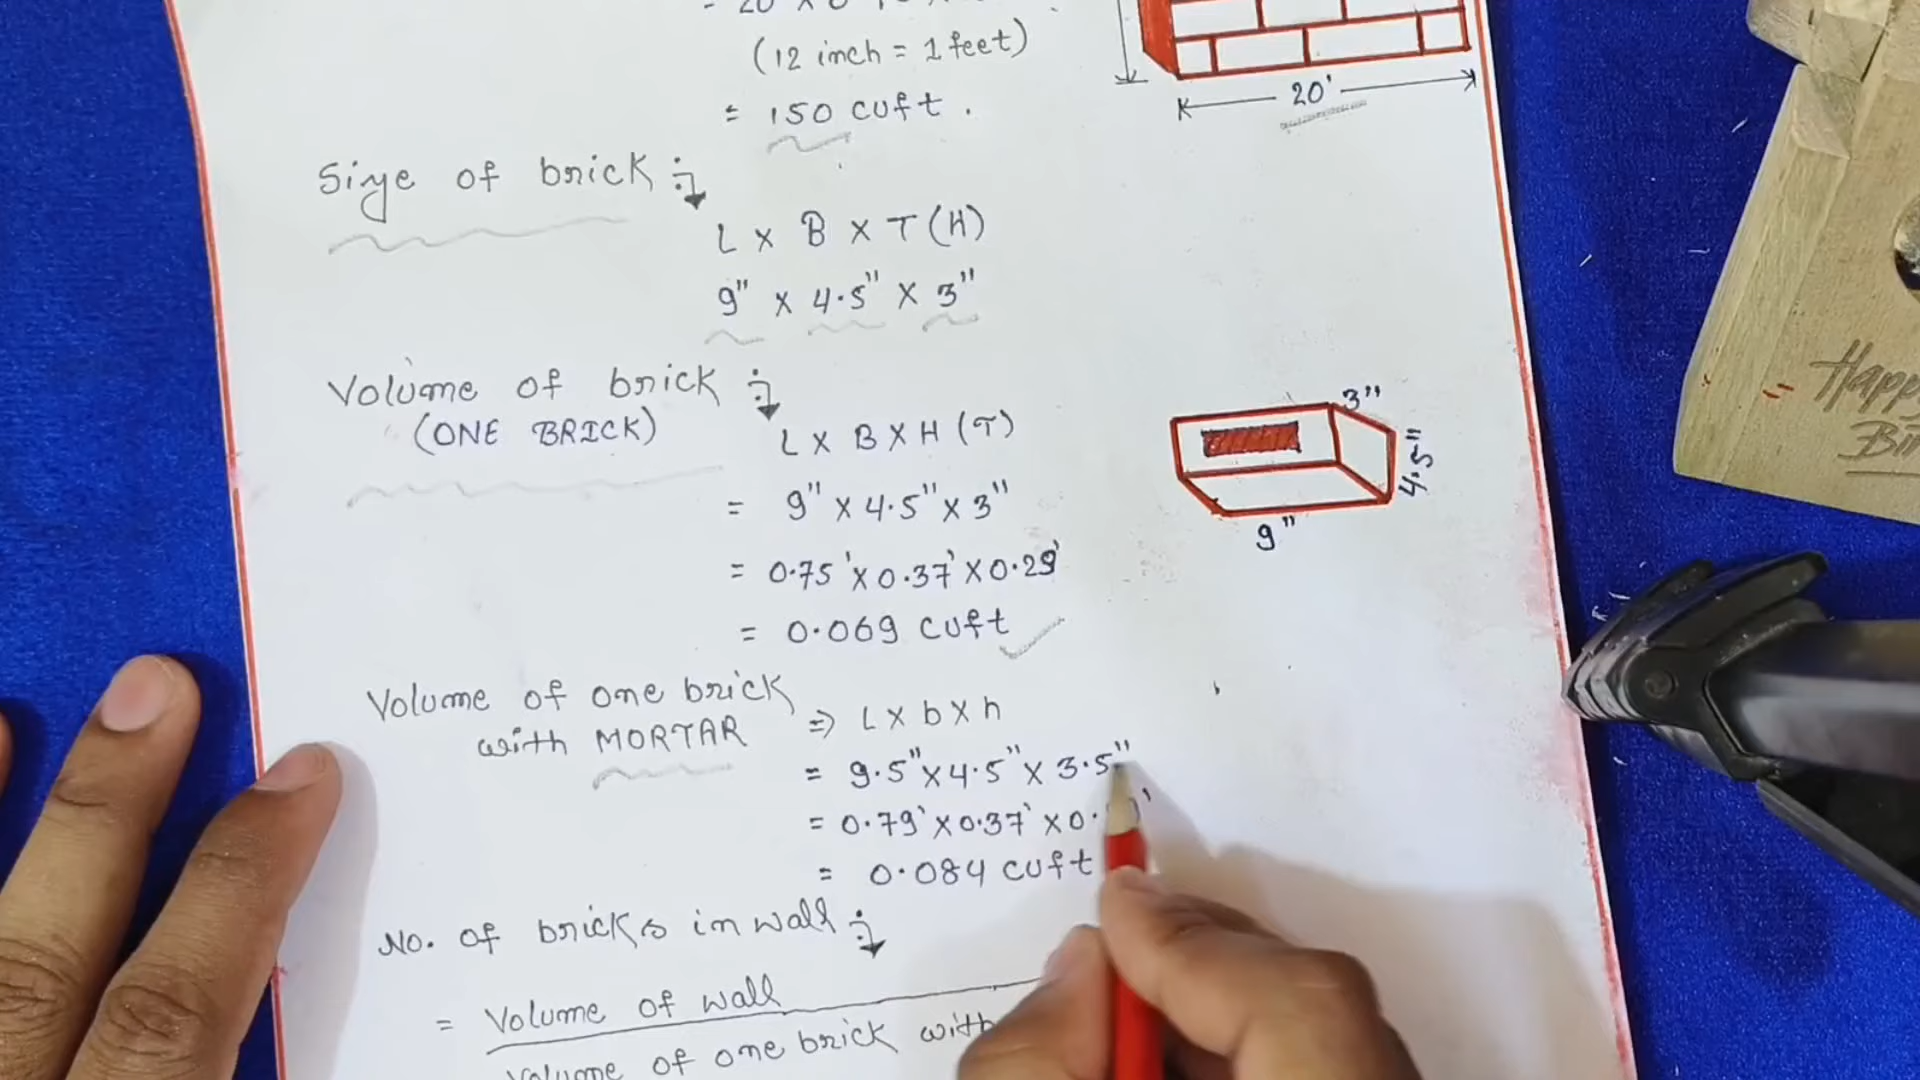 (12 inch = 1 feet)
= 150 cuft .
20'
Size of brick :
L x B x T (H)
9" x 4.5" x 3"
Volume of brick :
(ONE BRICK)
L x B x H (T)
= 9" x 4.5" x 3"
= 0.75' x 0.37' x 0.29'
= 0.069 cuft
3"
4.5"
9"
Volume of one brick
with MORTAR
=> L x b x h
= 9.5" x 4.5" x 3.5"
= 0.79' x 0.37' x 0.
= 0.084 cuft
No. of bricks in wall :
= Volume of wall
Volume of one brick with
Happy